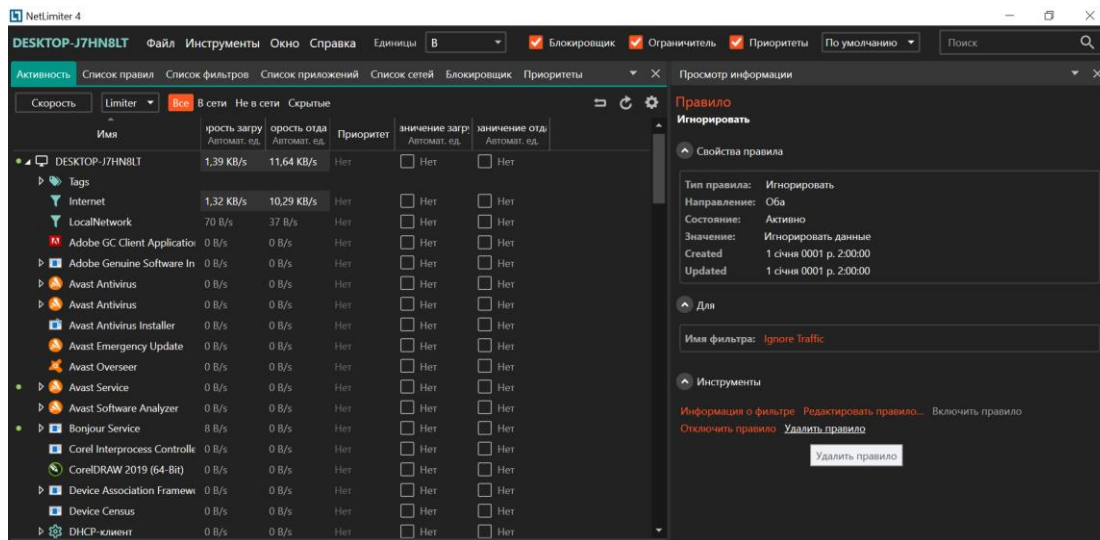 NetLimiter 4
DESKTOP-J7HN8LT Файл Инструменты Окно Справка Единицы B Блокировщик Ограничитель Приоритеты По умолчанию Поиск
Активность Список правил Список фильтров Список приложений Список сетей Блокировщик Приоритеты
Скорость Limiter Все В сети Не в сети Скрытые
Имя орость загру орость отда Приоритет аничение загру аничение отда
Автомат. ед. Автомат. ед. Автомат. ед. Автомат. ед.
DESKTOP-J7HN8LT 1,39 KB/s 11,64 KB/s Нет Нет Нет
Tags
Internet 1,32 KB/s 10,29 KB/s Нет Нет Нет
LocalNetwork 70 B/s 37 B/s Нет Нет Нет
Adobe GC Client Applicatio 0 B/s 0 B/s Нет Нет Нет
Adobe Genuine Software In 0 B/s 0 B/s Нет Нет Нет
Avast Antivirus 0 B/s 0 B/s Нет Нет Нет
Avast Antivirus 0 B/s 0 B/s Нет Нет Нет
Avast Antivirus Installer 0 B/s 0 B/s Нет Нет Нет
Avast Emergency Update 0 B/s 0 B/s Нет Нет Нет
Avast Overseer 0 B/s 0 B/s Нет Нет Нет
Avast Service 0 B/s 0 B/s Нет Нет Нет
Avast Software Analyzer 0 B/s 0 B/s Нет Нет Нет
Bonjour Service 8 B/s 0 B/s Нет Нет Нет
Corel Interprocess Controlle 0 B/s 0 B/s Нет Нет Нет
CorelDRAW 2019 (64-Bit) 0 B/s 0 B/s Нет Нет Нет
Device Association Framew 0 B/s 0 B/s Нет Нет Нет
Device Census 0 B/s 0 B/s Нет Нет Нет
DHCP-клиент 0 B/s 0 B/s Нет Нет Нет
Просмотр информации
Правило
Игнорировать
Свойства правила
Тип правила: Игнорировать
Направление: Оба
Состояние: Активно
Значение: Игнорировать данные
Created 1 січня 0001 р. 2:00:00
Updated 1 січня 0001 р. 2:00:00
Для
Имя фильтра: Ignore Traffic
Инструменты
Информация о фильтре Редактировать правило... Включить правило
Отключить правило Удалить правило
Удалить правило